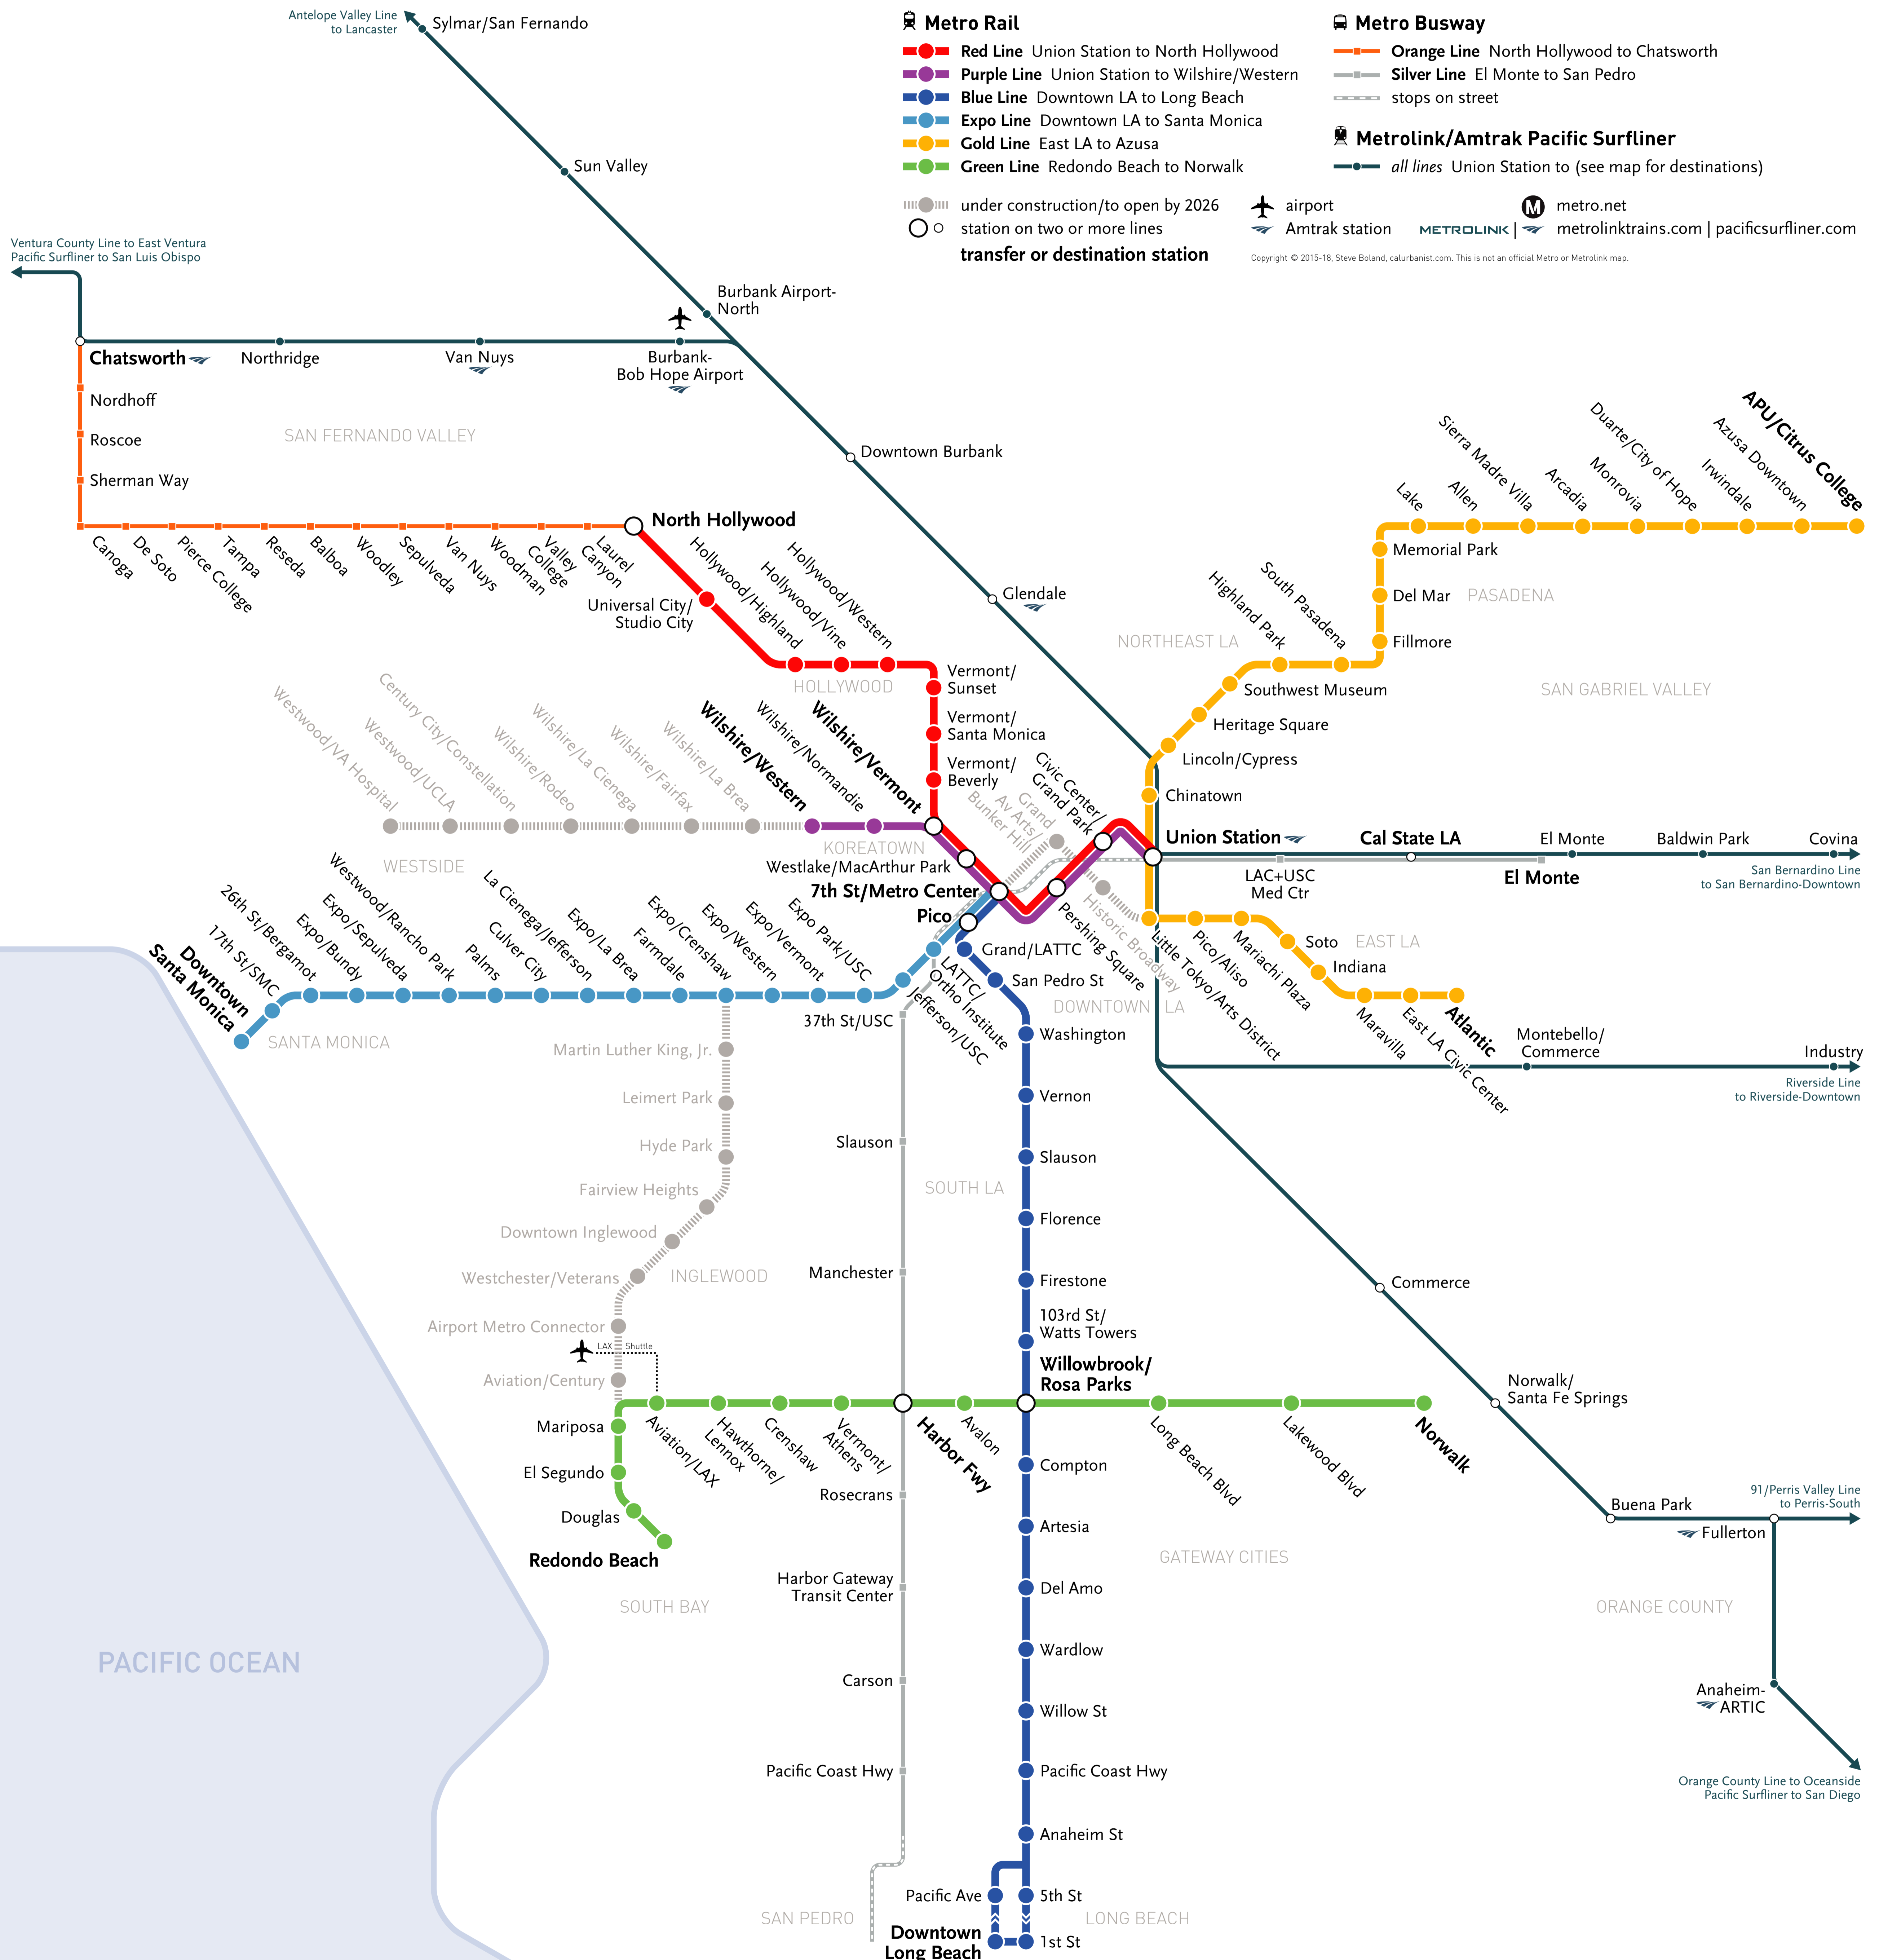 Antelope Valley Line
to Lancaster
Sylmar/San Fernando
Sun Valley
Metro Rail
Red Line Union Station to North Hollywood
Purple Line Union Station to Wilshire/Western
Blue Line Downtown LA to Long Beach
Expo Line Downtown LA to Santa Monica
Gold Line East LA to Azusa
Green Line Redondo Beach to Norwalk
under construction/to open by 2026
station on two or more lines
transfer or destination station
Metro Busway
Orange Line North Hollywood to Chatsworth
Silver Line El Monte to San Pedro
stops on street
Metrolink/Amtrak Pacific Surfliner
all lines Union Station to (see map for destinations)
airport
Amtrak station
M metro.net
METROLINK | metrolinktrains.com | pacificsurfliner.com
Copyright © 2015-18, Steve Boland, calurbanist.com. This is not an official Metro or Metrolink map.
Ventura County Line to East Ventura
Pacific Surfliner to San Luis Obispo
Burbank Airport-
North
Chatsworth
Northridge
Van Nuys
Burbank-
Bob Hope Airport
Nordhoff
Roscoe
Sherman Way
SAN FERNANDO VALLEY
Downtown Burbank
Glendale
Canoga
De Soto
Pierce College
Tampa
Reseda
Balboa
Woodley
Sepulveda
Van Nuys
Woodman
Valley
College
Laurel
Canyon
North Hollywood
Universal City/
Studio City
Hollywood/Highland
Hollywood/Vine
Hollywood/Western
HOLLYWOOD
Vermont/
Sunset
Vermont/
Santa Monica
Vermont/
Beverly
Lake
Allen
Sierra Madre Villa
Arcadia
Monrovia
Duarte/City of Hope
Irwindale
Azusa Downtown
APU/Citrus College
Memorial Park
Del Mar
PASADENA
Fillmore
South Pasadena
Highland Park
NORTHEAST LA
Southwest Museum
Heritage Square
Lincoln/Cypress
Chinatown
SAN GABRIEL VALLEY
Westwood/VA Hospital
Westwood/UCLA
Century City/Constellation
Wilshire/Rodeo
Wilshire/La Cienega
Wilshire/Fairfax
Wilshire/La Brea
Wilshire/Western
Wilshire/Normandie
Wilshire/Vermont
WESTSIDE
KOREATOWN
Westlake/MacArthur Park
7th St/Metro Center
Pico
Grand
Av Arts/
Bunker Hill
Civic Center/
Grand Park
Pershing Square
Historic Broadway
Union Station
Cal State LA
El Monte
Baldwin Park
Covina
San Bernardino Line
to San Bernardino-Downtown
LAC+USC
Med Ctr
El Monte
Little Tokyo/Arts District
Pico/Aliso
Mariachi Plaza
Soto
EAST LA
Indiana
Maravilla
East LA Civic Center
Atlantic
Montebello/
Commerce
Industry
Riverside Line
to Riverside-Downtown
Downtown
Santa Monica
17th St/SMC
26th St/Bergamot
Expo/Bundy
Expo/Sepulveda
Westwood/Rancho Park
Palms
Culver City
La Cienega/Jefferson
Expo/La Brea
Farmdale
Expo/Crenshaw
Expo/Western
Expo/Vermont
Expo Park/USC
Jefferson/USC
LATTC/
Ortho Institute
SANTA MONICA
37th St/USC
Grand/LATTC
San Pedro St
DOWNTOWN LA
Washington
Vernon
Slauson
Florence
Firestone
103rd St/
Watts Towers
Willowbrook/
Rosa Parks
Martin Luther King, Jr.
Leimert Park
Hyde Park
Fairview Heights
Downtown Inglewood
Westchester/Veterans
INGLEWOOD
Airport Metro Connector
LAX Shuttle
Aviation/Century
Slauson
SOUTH LA
Manchester
Mariposa
El Segundo
Douglas
Redondo Beach
Aviation/LAX
Hawthorne/
Lennox
Crenshaw
Vermont/
Athens
Harbor Fwy
Avalon
Long Beach Blvd
Lakewood Blvd
Norwalk
SOUTH BAY
Rosecrans
Harbor Gateway
Transit Center
Carson
Pacific Coast Hwy
SAN PEDRO
Compton
Artesia
Del Amo
Wardlow
Willow St
Pacific Coast Hwy
Anaheim St
Pacific Ave
5th St
Downtown
Long Beach
1st St
LONG BEACH
GATEWAY CITIES
Commerce
Norwalk/
Santa Fe Springs
Buena Park
Fullerton
91/Perris Valley Line
to Perris-South
ORANGE COUNTY
Anaheim-
ARTIC
Orange County Line to Oceanside
Pacific Surfliner to San Diego
PACIFIC OCEAN